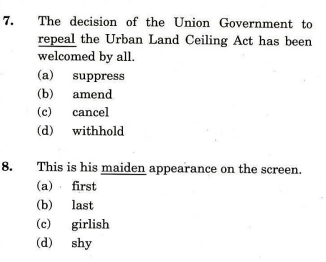 7. The decision of the Union Government to
repeal the Urban Land Ceiling Act has been
welcomed by all.
(a) suppress
(b) amend
(c) cancel
(d) withhold
8. This is his maiden appearance on the screen.
(a) first
(b) last
(c) girlish
(d) shy